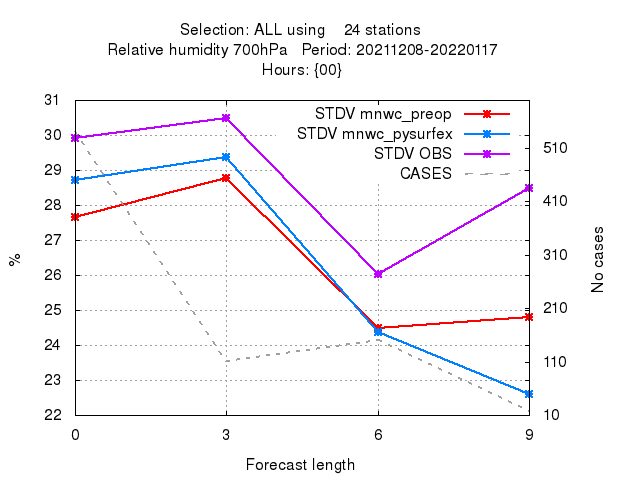 Selection: ALL using    24 stations
Relative humidity 700hPa   Period: 20211208-20220117
Hours: {00}
STDV mnwc_preop
STDV mnwc_pysurfex
STDV OBS
CASES
31
30
29
28
27
26
25
24
23
22
%
510
410
310
210
110
10
No cases
0 3 6 9
Forecast length